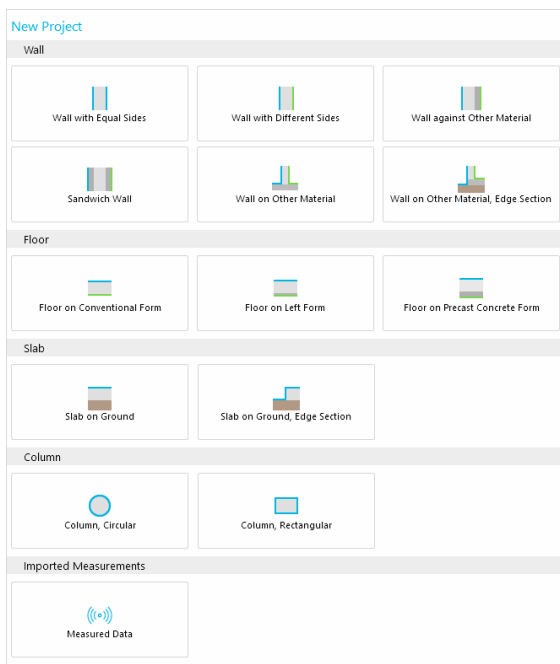 New Project
Wall
Wall with Equal Sides
Wall with Different Sides
Wall against Other Material
Sandwich Wall
Wall on Other Material
Wall on Other Material, Edge Section
Floor
Floor on Conventional Form
Floor on Left Form
Floor on Precast Concrete Form
Slab
Slab on Ground
Slab on Ground, Edge Section
Column
Column, Circular
Column, Rectangular
Imported Measurements
Measured Data